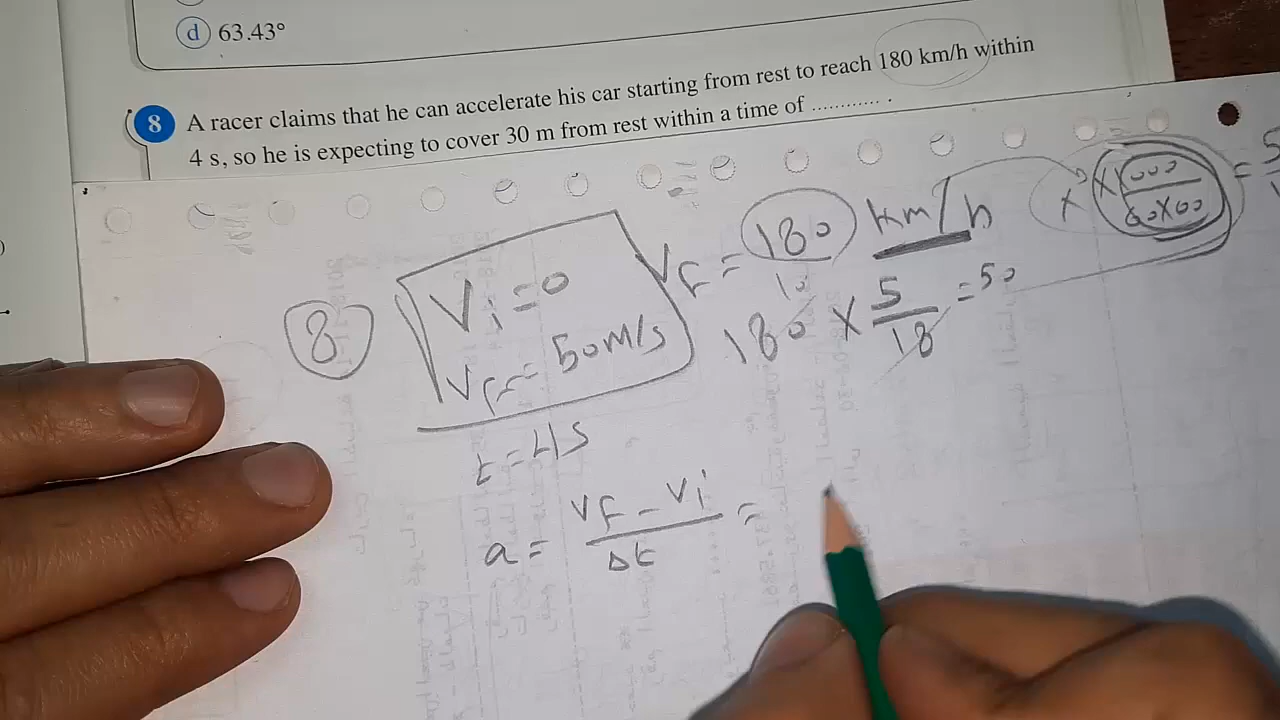 d 63.43°
8 A racer claims that he can accelerate his car starting from rest to reach 180 km/h within
4 s, so he is expecting to cover 30 m from rest within a time of ............ .
8
Vi = 0
VF = 50 M/s
VF = 180 km/h
180 × 5/18 = 50
10
t = 4s
a = VF - Vi / Δt =